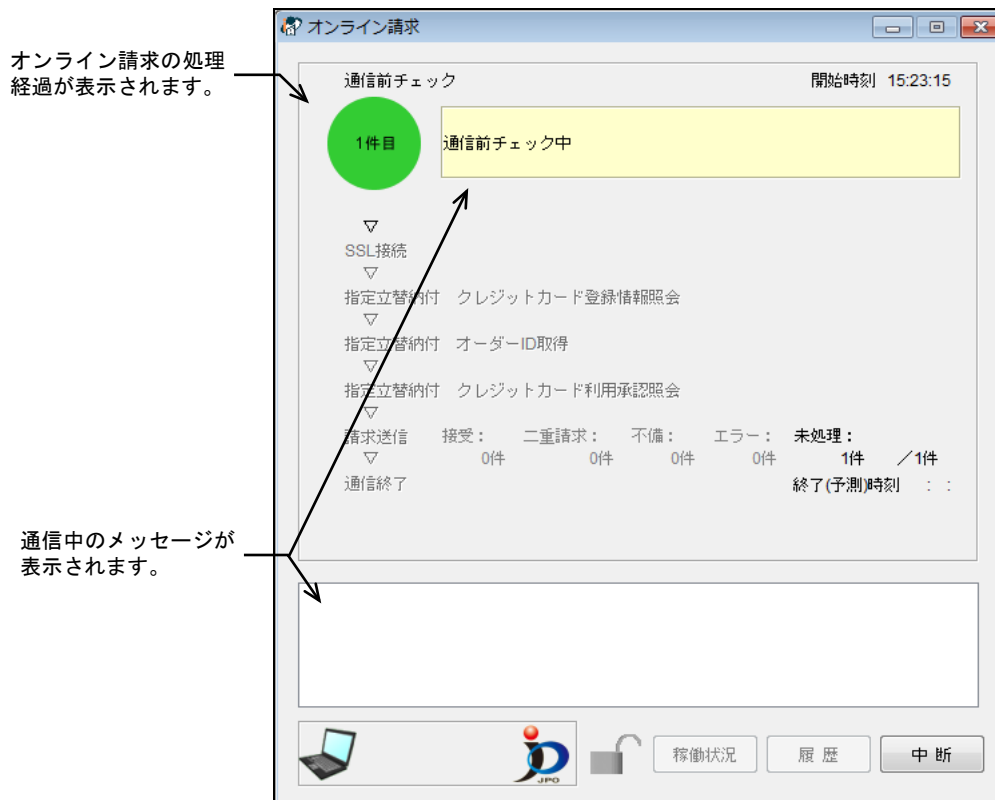 オンライン請求
オンライン請求の処理
経過が表示されます。
通信前チェック 開始時刻 15:23:15
1件目 通信前チェック中
▽
SSL接続
▽
指定立替納付 クレジットカード登録情報照会
▽
指定立替納付 オーダーID取得
▽
指定立替納付 クレジットカード利用承認照会
▽
請求送信 接受： 二重請求： 不備： エラー： 未処理：
▽ 0件 0件 0件 0件 1件 ／1件
通信終了 終了(予測)時刻 : :
通信中のメッセージが
表示されます。
JPO
稼働状況 履 歴 中 断